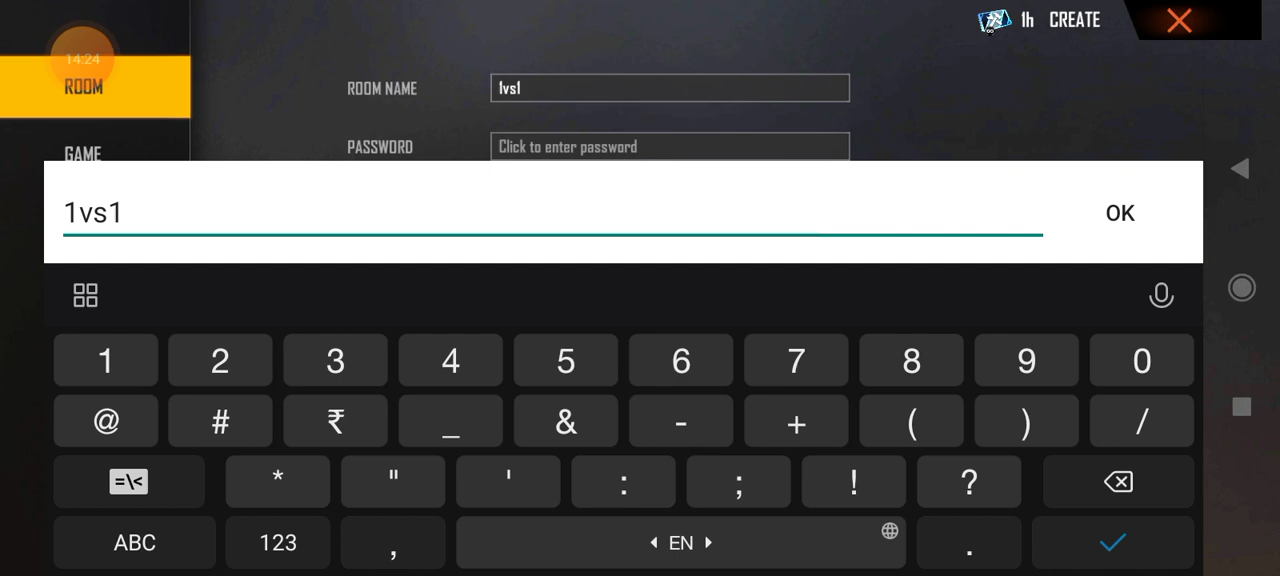 1h CREATE
14:24
ROOM
ROOM NAME 1vs1
GAME
PASSWORD Click to enter password
1vs1 OK
1 2 3 4 5 6 7 8 9 0
@ # ₹ _ & - + ( ) /
=\< * " ' : ; ! ?
ABC 123 , EN .